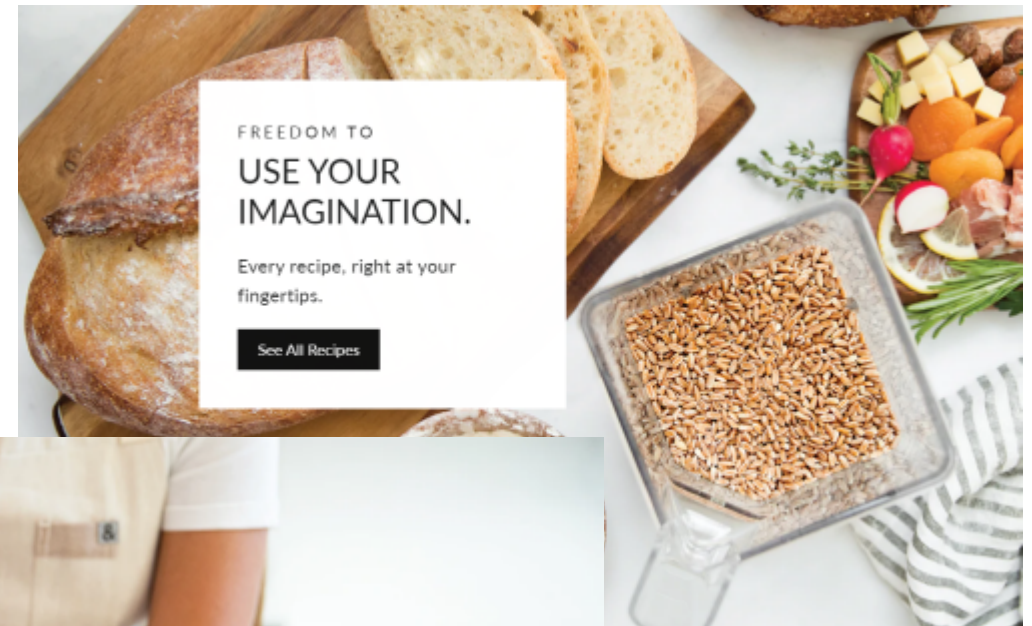 FREEDOM TO
USE YOUR
IMAGINATION.
Every recipe, right at your
fingertips.
See All Recipes
&